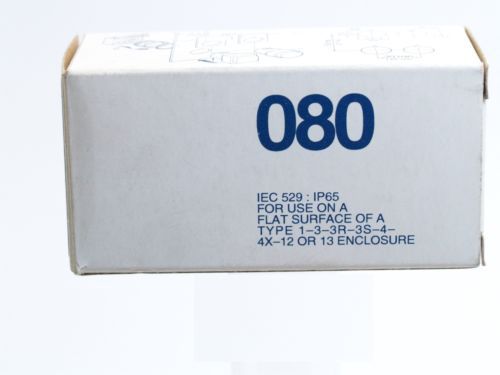 080
IEC 529 : IP65
FOR USE ON A
FLAT SURFACE OF A
TYPE 1-3-3R-3S-4-
4X-12 OR 13 ENCLOSURE